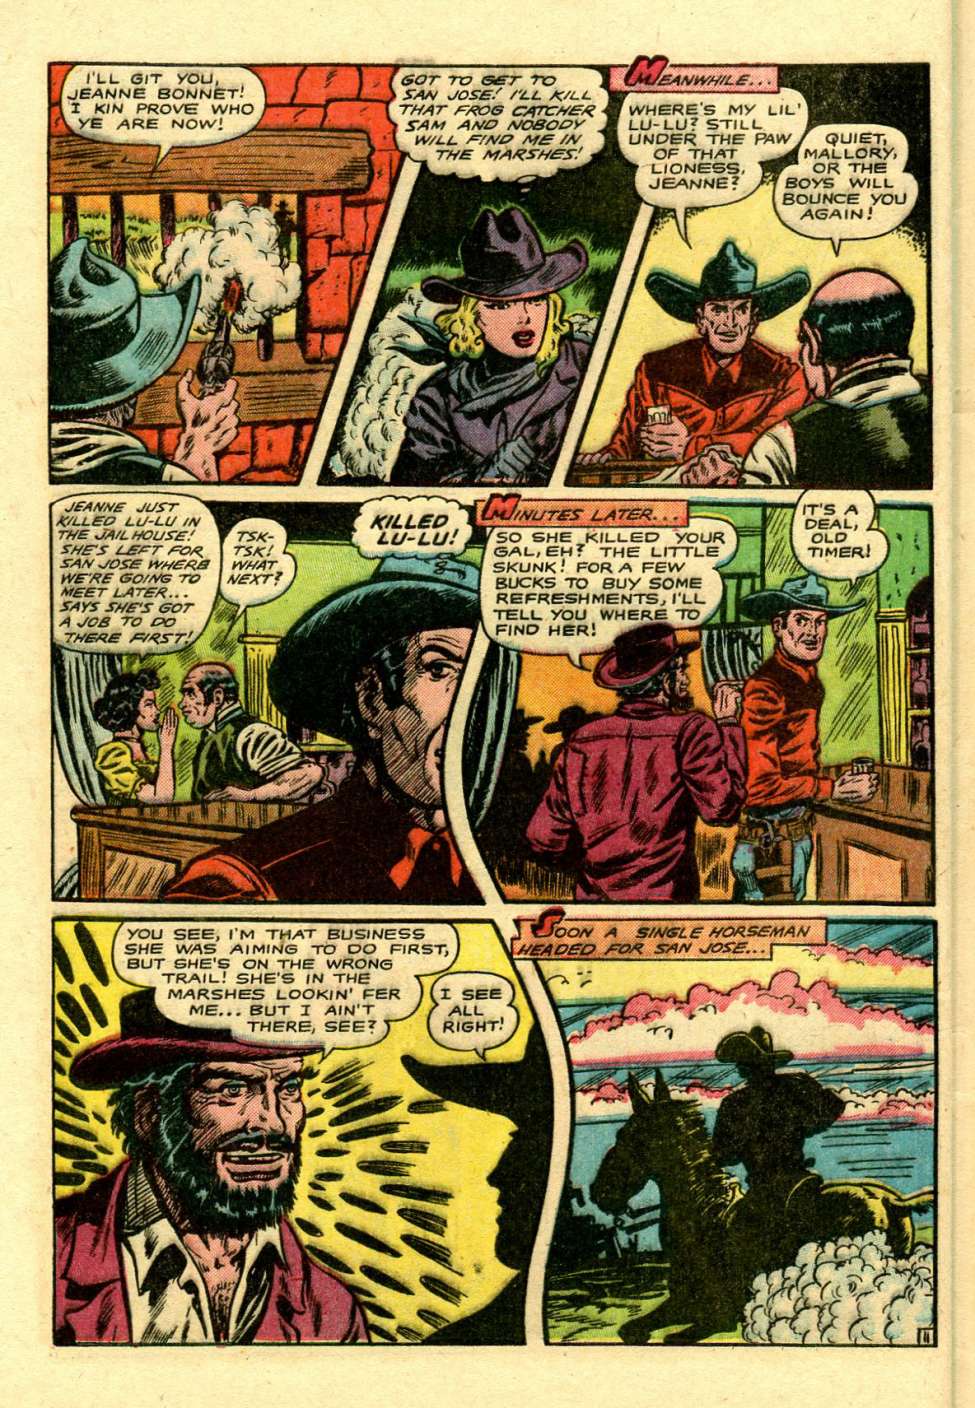 I'LL GIT YOU,
JEANNE BONNET!
I KIN PROVE WHO
YE ARE NOW!
GOT TO GET TO
SAN JOSE! I'LL KILL
THAT FROG CATCHER
SAM AND NOBODY
WILL FIND ME IN
THE MARSHES!
MEANWHILE...
WHERE'S MY LIL'
LU-LU? STILL
UNDER THE PAW
OF THAT
LIONESS,
JEANNE?
QUIET,
MALLORY,
OR THE
BOYS WILL
BOUNCE YOU
AGAIN!
JEANNE JUST
KILLED LU-LU IN
THE JAILHOUSE!
SHE'S LEFT FOR
SAN JOSE WHERE
WE'RE GOING TO
MEET LATER...
SAYS SHE'S GOT
A JOB TO DO
THERE FIRST!
TSK-
TSK!
WHAT
NEXT?
KILLED
LU-LU!
MINUTES LATER...
SO SHE KILLED YOUR
GAL, EH? THE LITTLE
SKUNK! FOR A FEW
BUCKS TO BUY SOME
REFRESHMENTS, I'LL
TELL YOU WHERE TO
FIND HER!
IT'S A
DEAL,
OLD
TIMER!
YOU SEE, I'M THAT BUSINESS
SHE WAS AIMING TO DO FIRST,
BUT SHE'S ON THE WRONG
TRAIL! SHE'S IN THE
MARSHES LOOKIN' FER
ME... BUT I AIN'T
THERE, SEE?
I SEE
ALL
RIGHT!
SOON A SINGLE HORSEMAN
HEADED FOR SAN JOSE...
11